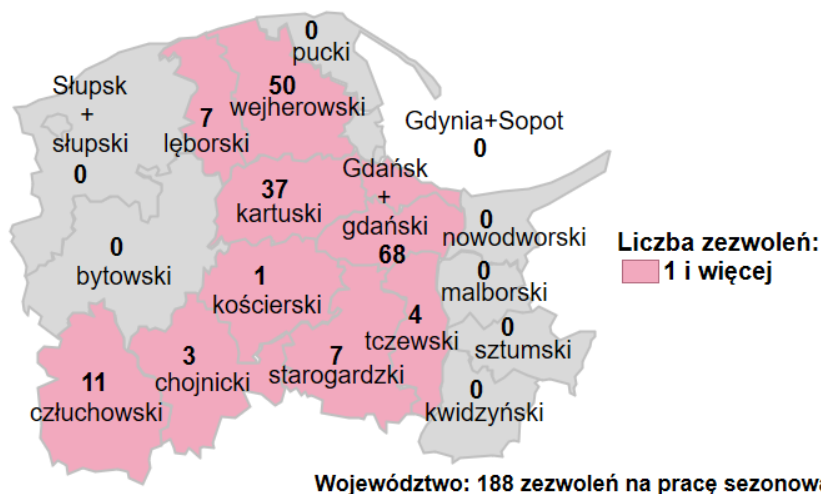 0
pucki
Słupsk
+
słupski
0
50
wejherowski
7
lęborski
Gdynia+Sopot
0
37
kartuski
Gdańsk
+
gdański
68
0
nowodworski
0
bytowski
1
kościerski
0
malborski
4
tczewski
0
sztumski
11
człuchowski
3
chojnicki
7
starogardzki
0
kwidzyński
Liczba zezwoleń:
1 i więcej
Województwo: 188 zezwoleń na pracę sezonową